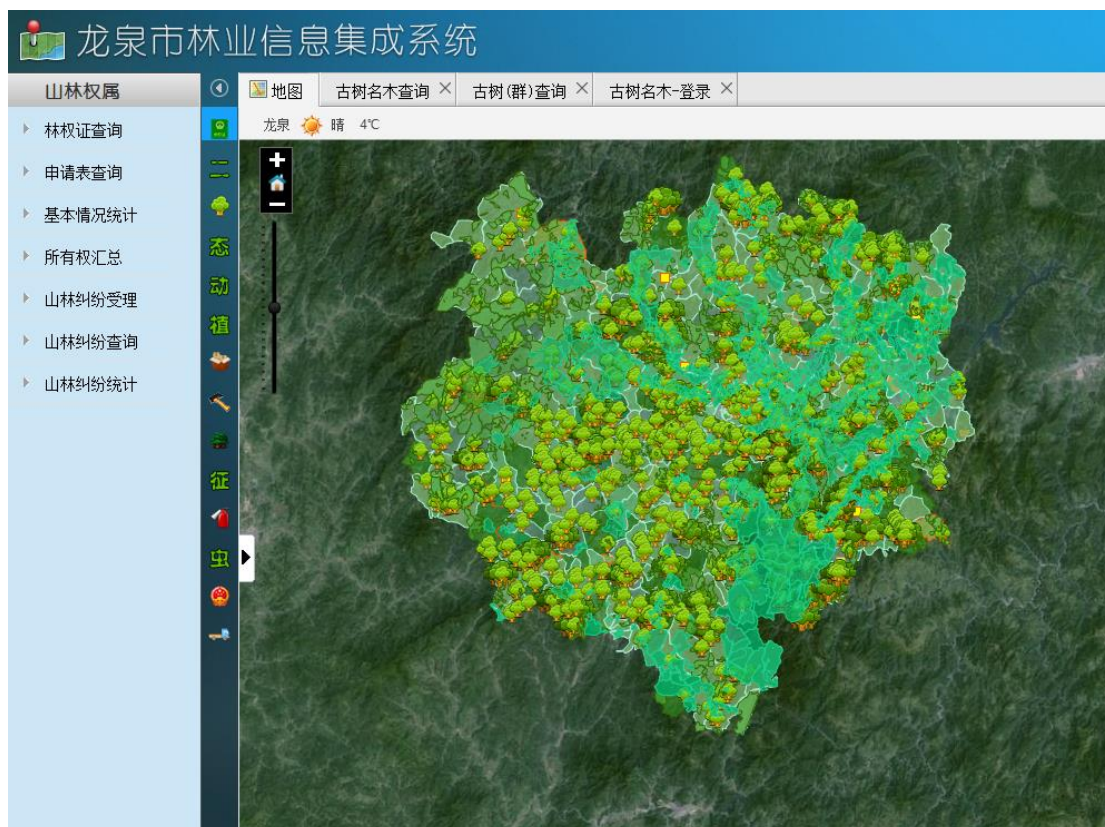 龙泉市林业信息集成系统
山林权属
林权证查询
申请表查询
基本情况统计
所有权汇总
山林纠纷受理
山林纠纷查询
山林纠纷统计
态
动
植
征
虫
地图 古树名木查询 古树(群)查询 古树名木-登录
龙泉 晴 4℃